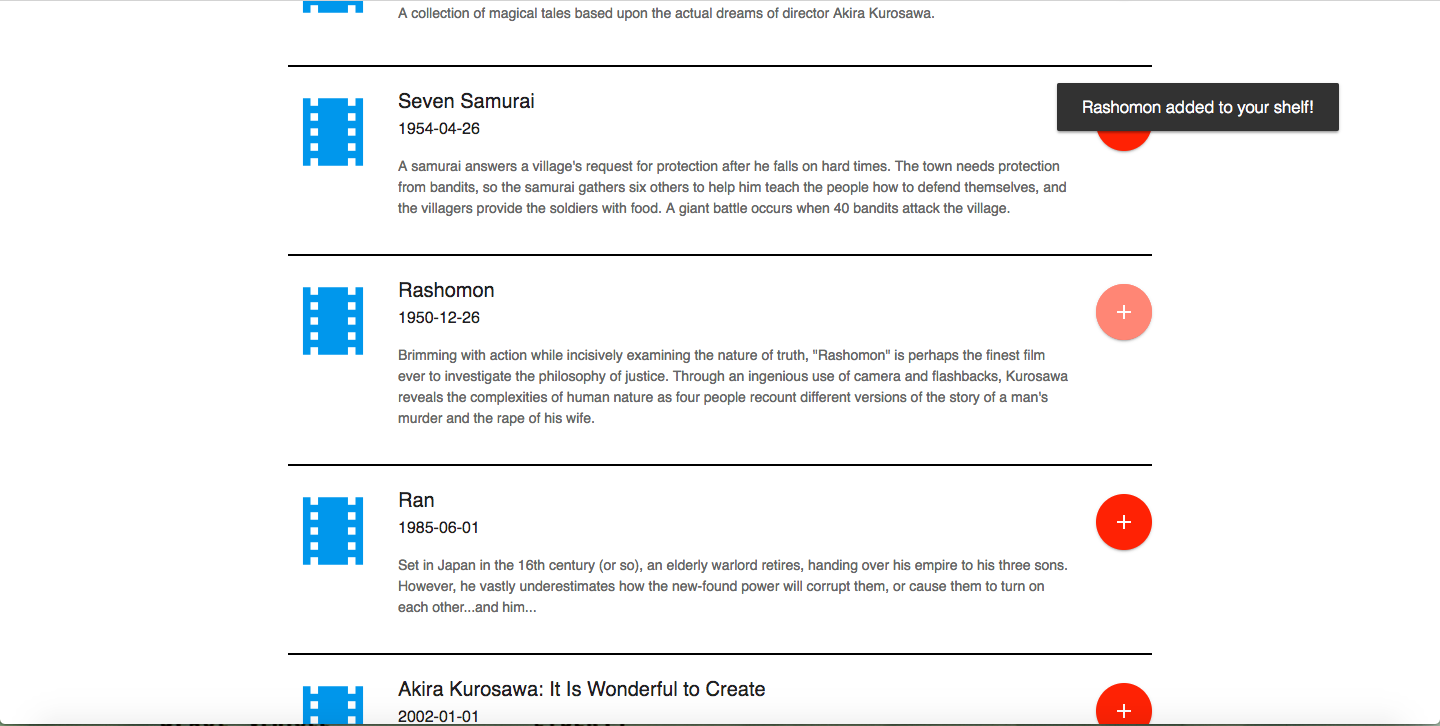 A collection of magical tales based upon the actual dreams of director Akira Kurosawa.
Seven Samurai
Rashomon added to your shelf!
1954-04-26
A samurai answers a village's request for protection after he falls on hard times. The town needs protection
from bandits, so the samurai gathers six others to help him teach the people how to defend themselves, and
the villagers provide the soldiers with food. A giant battle occurs when 40 bandits attack the village.
Rashomon
1950-12-26
Brimming with action while incisively examining the nature of truth, "Rashomon" is perhaps the finest film
ever to investigate the philosophy of justice. Through an ingenious use of camera and flashbacks, Kurosawa
reveals the complexities of human nature as four people recount different versions of the story of a man's
murder and the rape of his wife.
Ran
1985-06-01
Set in Japan in the 16th century (or so), an elderly warlord retires, handing over his empire to his three sons.
However, he vastly underestimates how the new-found power will corrupt them, or cause them to turn on
each other...and him...
Akira Kurosawa: It Is Wonderful to Create
2002-01-01